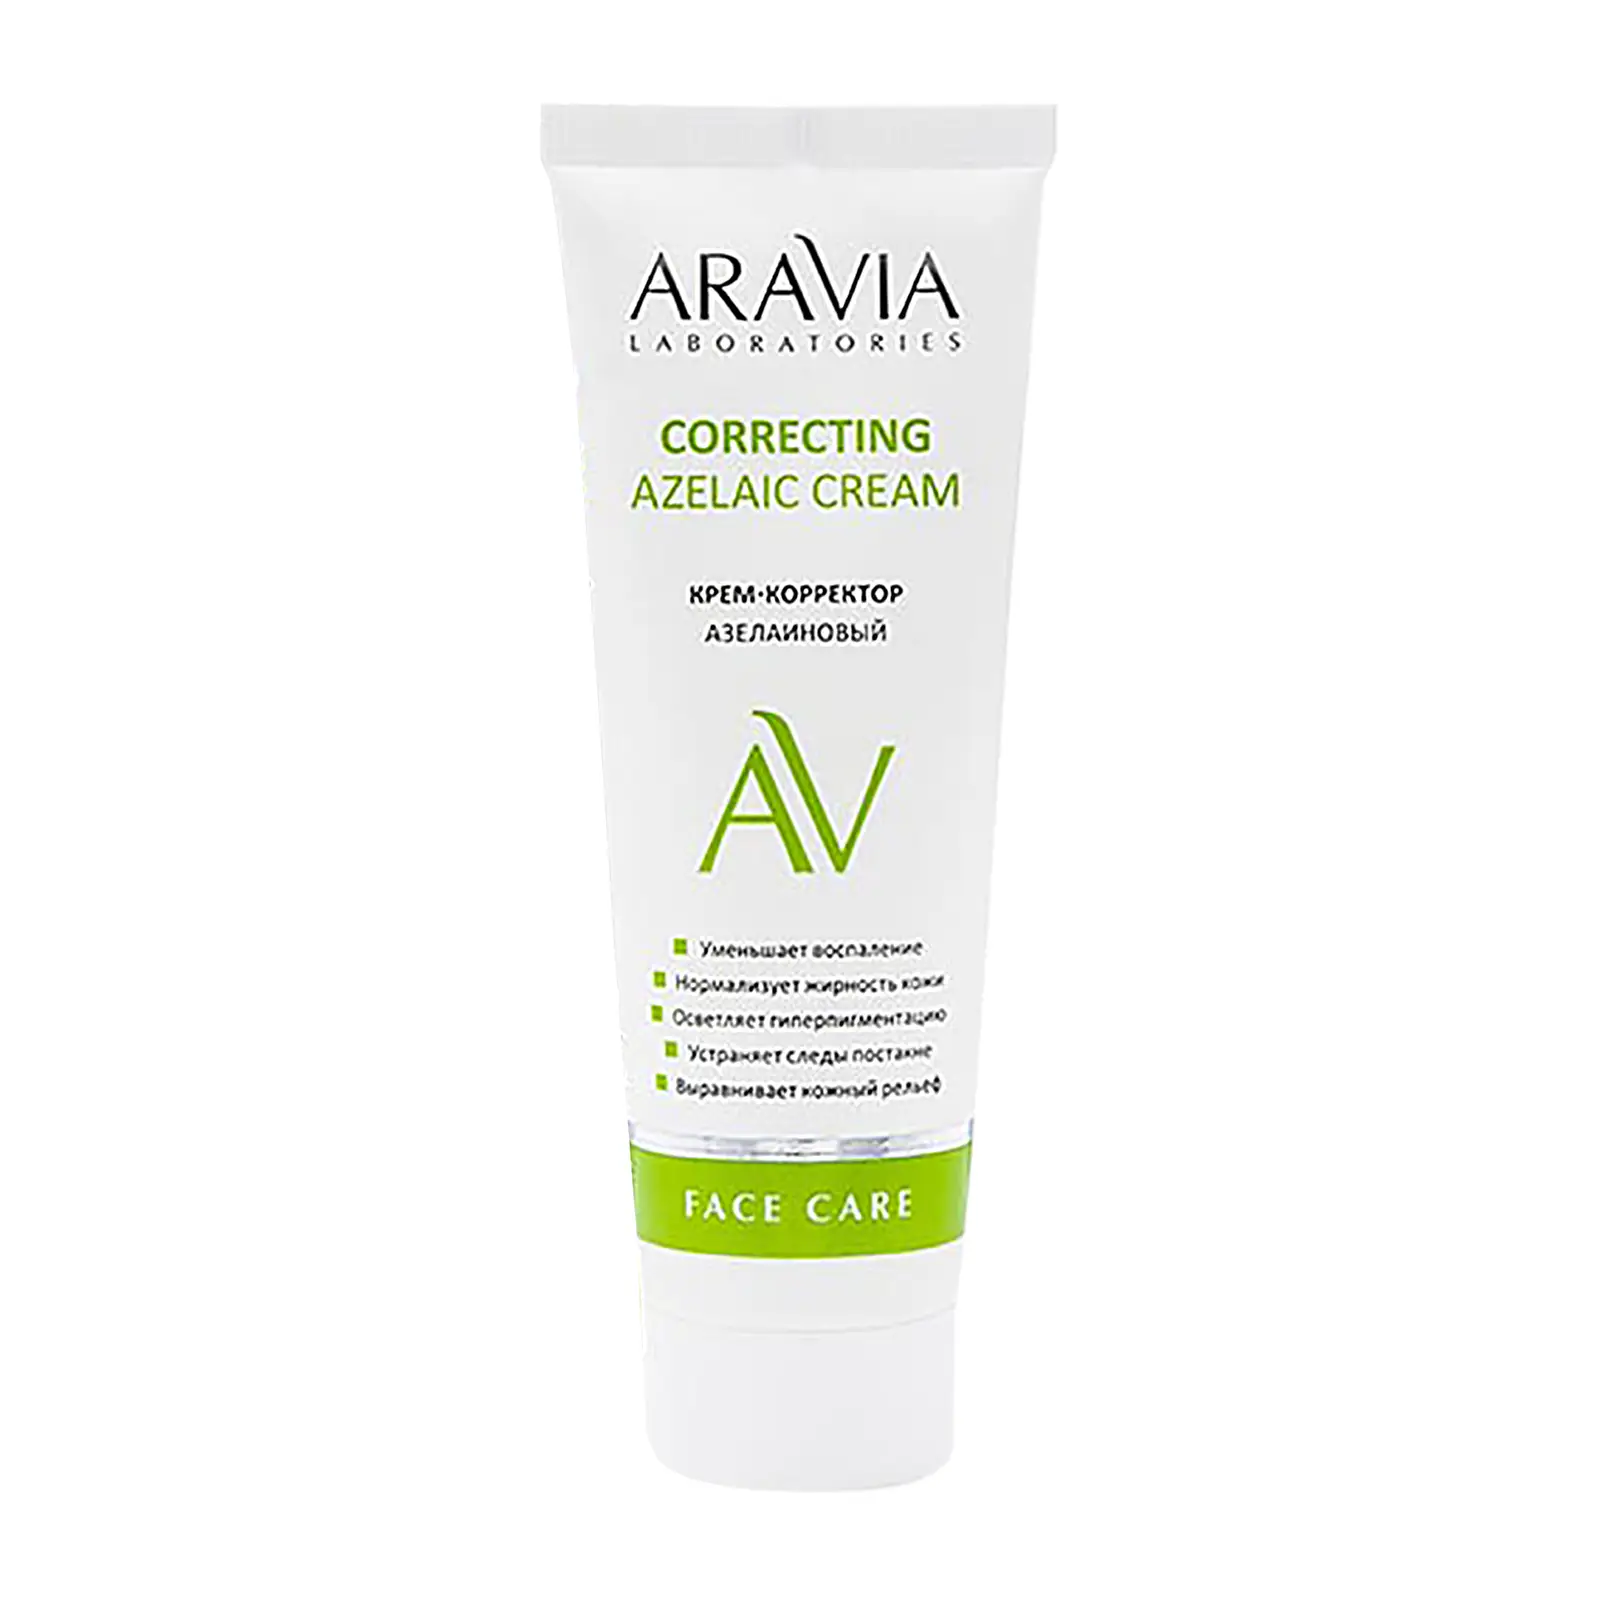 ARAVIA
LABORATORIES
CORRECTING
AZELAIC CREAM
КРЕМ-КОРРЕКТОР
АЗЕЛАИНОВЫЙ
AV
Уменьшает воспаление
Нормализует жирность кожи
Осветляет гиперпигментацию
Устраняет следы постакне
Выравнивает кожный рельеф
FACE CARE